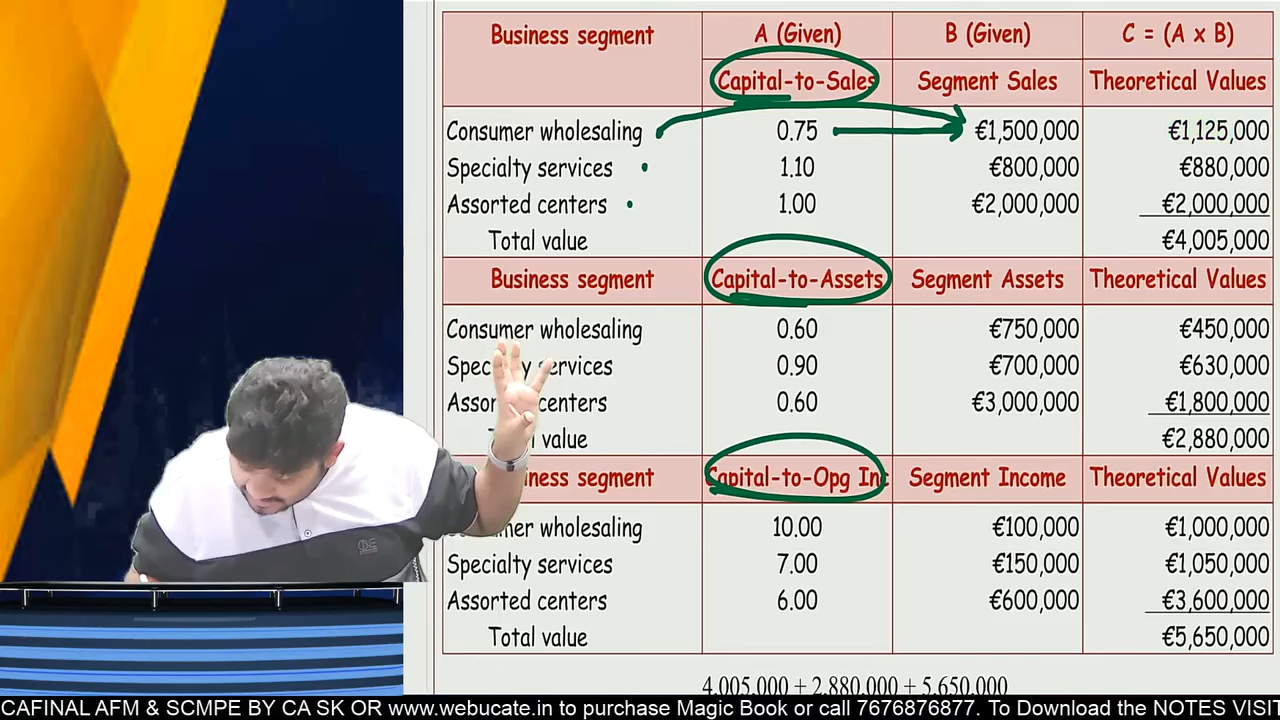 Business segment A (Given) B (Given) C = (A x B)
Capital-to-Sales Segment Sales Theoretical Values
Consumer wholesaling 0.75 €1,500,000 €1,125,000
Specialty services 1.10 €800,000 €880,000
Assorted centers 1.00 €2,000,000 €2,000,000
Total value €4,005,000
Business segment Capital-to-Assets Segment Assets Theoretical Values
Consumer wholesaling 0.60 €750,000 €450,000
services 0.90 €700,000 €630,000
centers 0.60 €3,000,000 €1,800,000
value €2,880,000
segment Capital-to-Opg Inc Segment Income Theoretical Values
wholesaling 10.00 €100,000 €1,000,000
Specialty services 7.00 €150,000 €1,050,000
Assorted centers 6.00 €600,000 €3,600,000
Total value €5,650,000
4,005,000 + 2,880,000 + 5,650,000
CAFINAL AFM & SCMPE BY CA SK OR www.webucate.in to purchase Magic Book or call 7676876877. To Download the NOTES VISIT